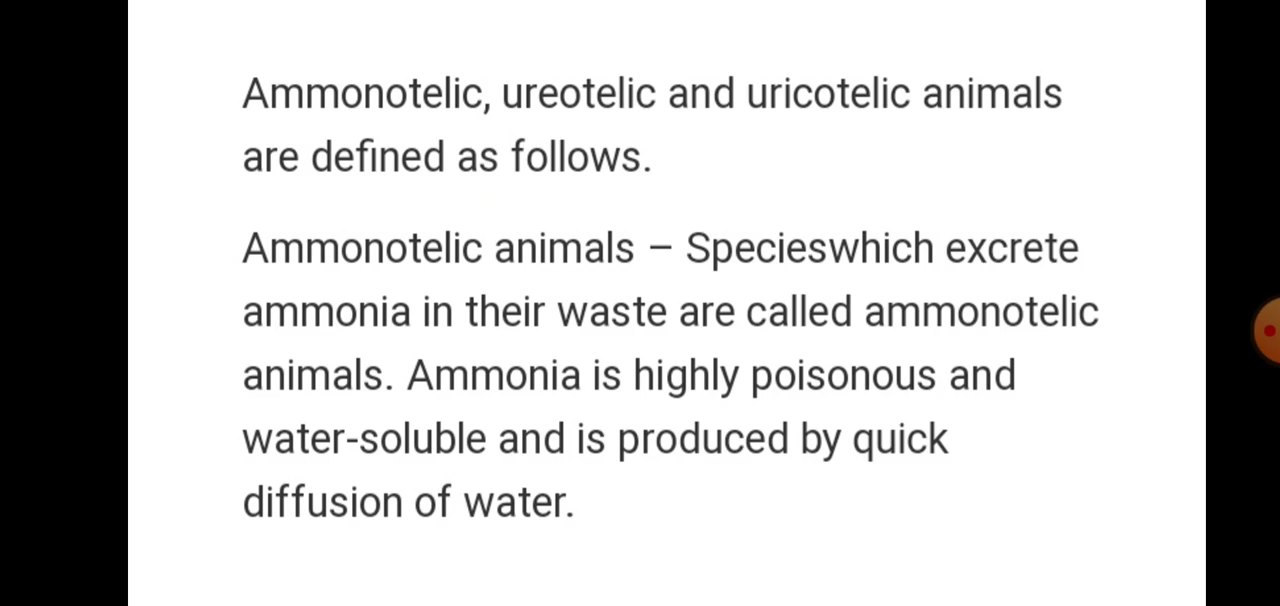 Ammonotelic, ureotelic and uricotelic animals
are defined as follows.
Ammonotelic animals – Specieswhich excrete
ammonia in their waste are called ammonotelic
animals. Ammonia is highly poisonous and
water-soluble and is produced by quick
diffusion of water.